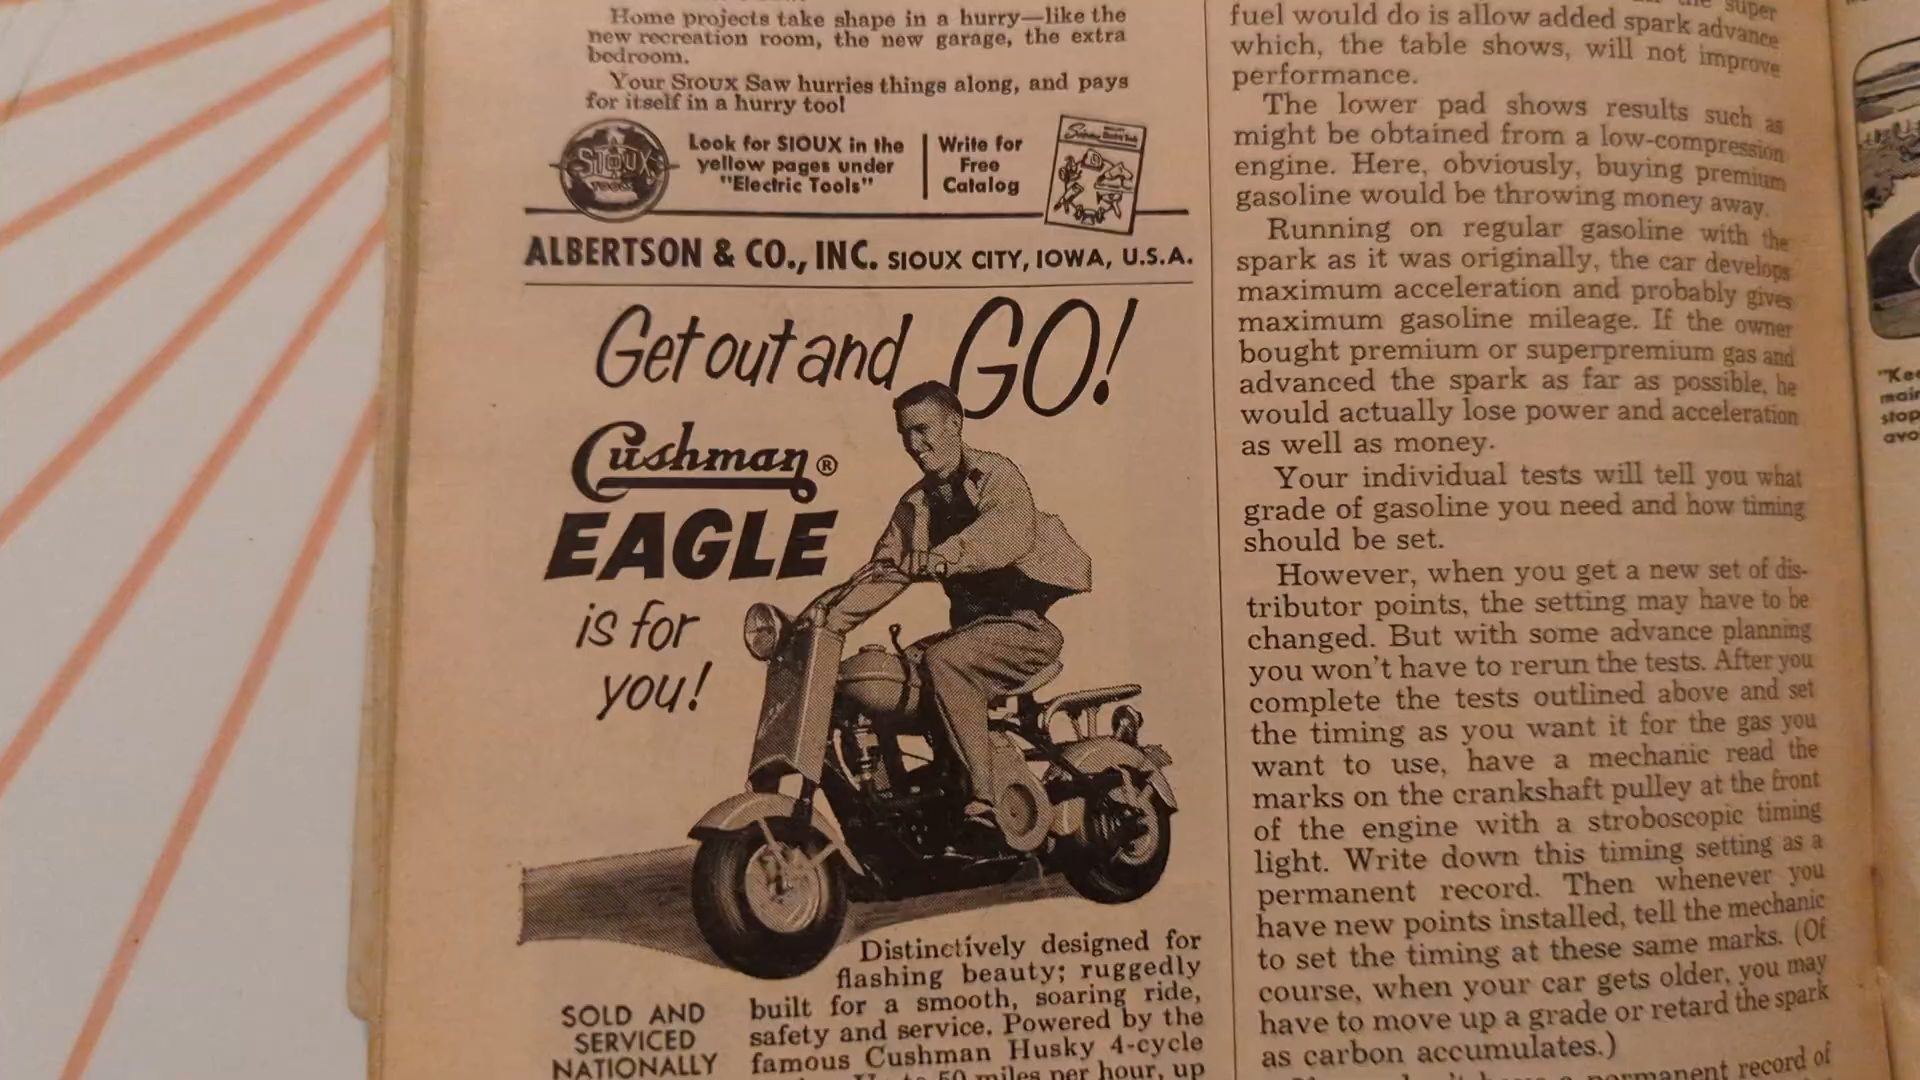 Home projects take shape in a hurry—like the
new recreation room, the new garage, the extra
bedroom.
Your SIOUX Saw hurries things along, and pays
for itself in a hurry too!
SIOUX
TOOLS
Look for SIOUX in the
yellow pages under
"Electric Tools"
Write for
Free
Catalog
ALBERTSON & CO., INC. SIOUX CITY, IOWA, U.S.A.
Get out and GO!
Cushman®
EAGLE
is for
you!
Distinctively designed for
flashing beauty; ruggedly
built for a smooth, soaring ride,
safety and service. Powered by the
famous Cushman Husky 4-cycle
50 miles per hour, up
SOLD AND
SERVICED
NATIONALLY
the super
fuel would do is allow added spark advance
which, the table shows, will not improve
performance.
The lower pad shows results such as
might be obtained from a low-compression
engine. Here, obviously, buying premium
gasoline would be throwing money away.
Running on regular gasoline with the
spark as it was originally, the car develops
maximum acceleration and probably gives
maximum gasoline mileage. If the owner
bought premium or superpremium gas and
advanced the spark as far as possible, he
would actually lose power and acceleration
as well as money.
Your individual tests will tell you what
grade of gasoline you need and how timing
should be set.
However, when you get a new set of dis-
tributor points, the setting may have to be
changed. But with some advance planning
you won't have to rerun the tests. After you
complete the tests outlined above and set
the timing as you want it for the gas you
want to use, have a mechanic read the
marks on the crankshaft pulley at the front
of the engine with a stroboscopic timing
light. Write down this timing setting as a
permanent record. Then whenever you
have new points installed, tell the mechanic
to set the timing at these same marks. (Of
course, when your car gets older, you may
have to move up a grade or retard the spark
as carbon accumulates.)
permanent record of
"Kee
main
stop
avo